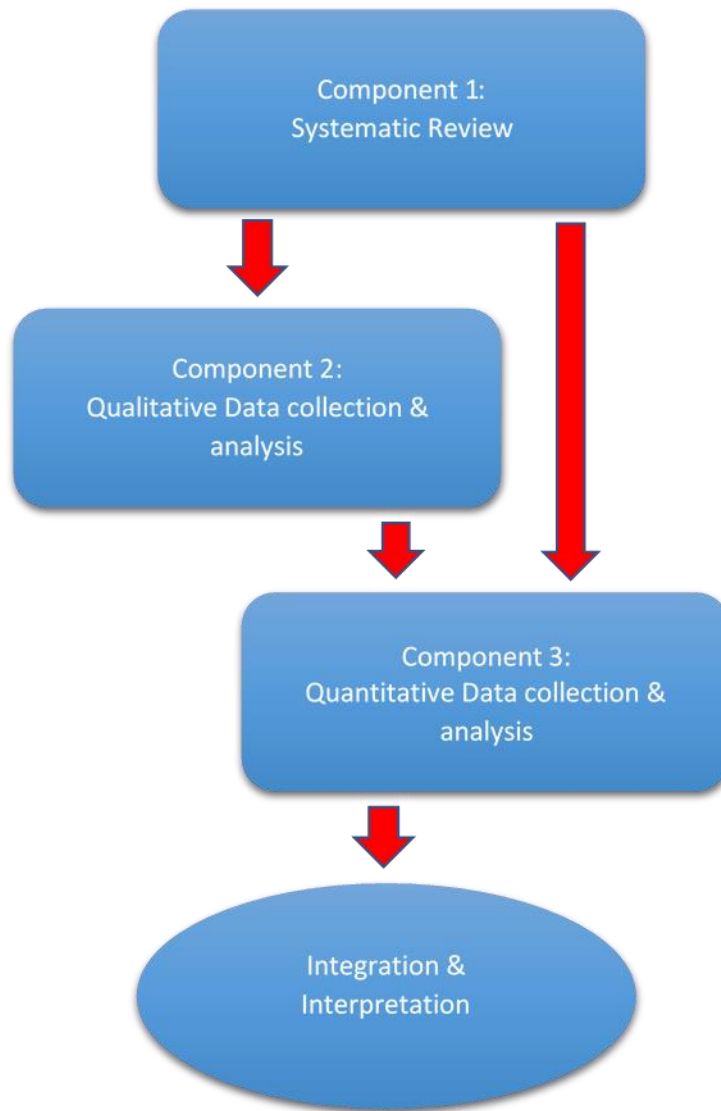 Component 1:
Systematic Review
Component 2:
Qualitative Data collection &
analysis
Component 3:
Quantitative Data collection &
analysis
Integration &
Interpretation